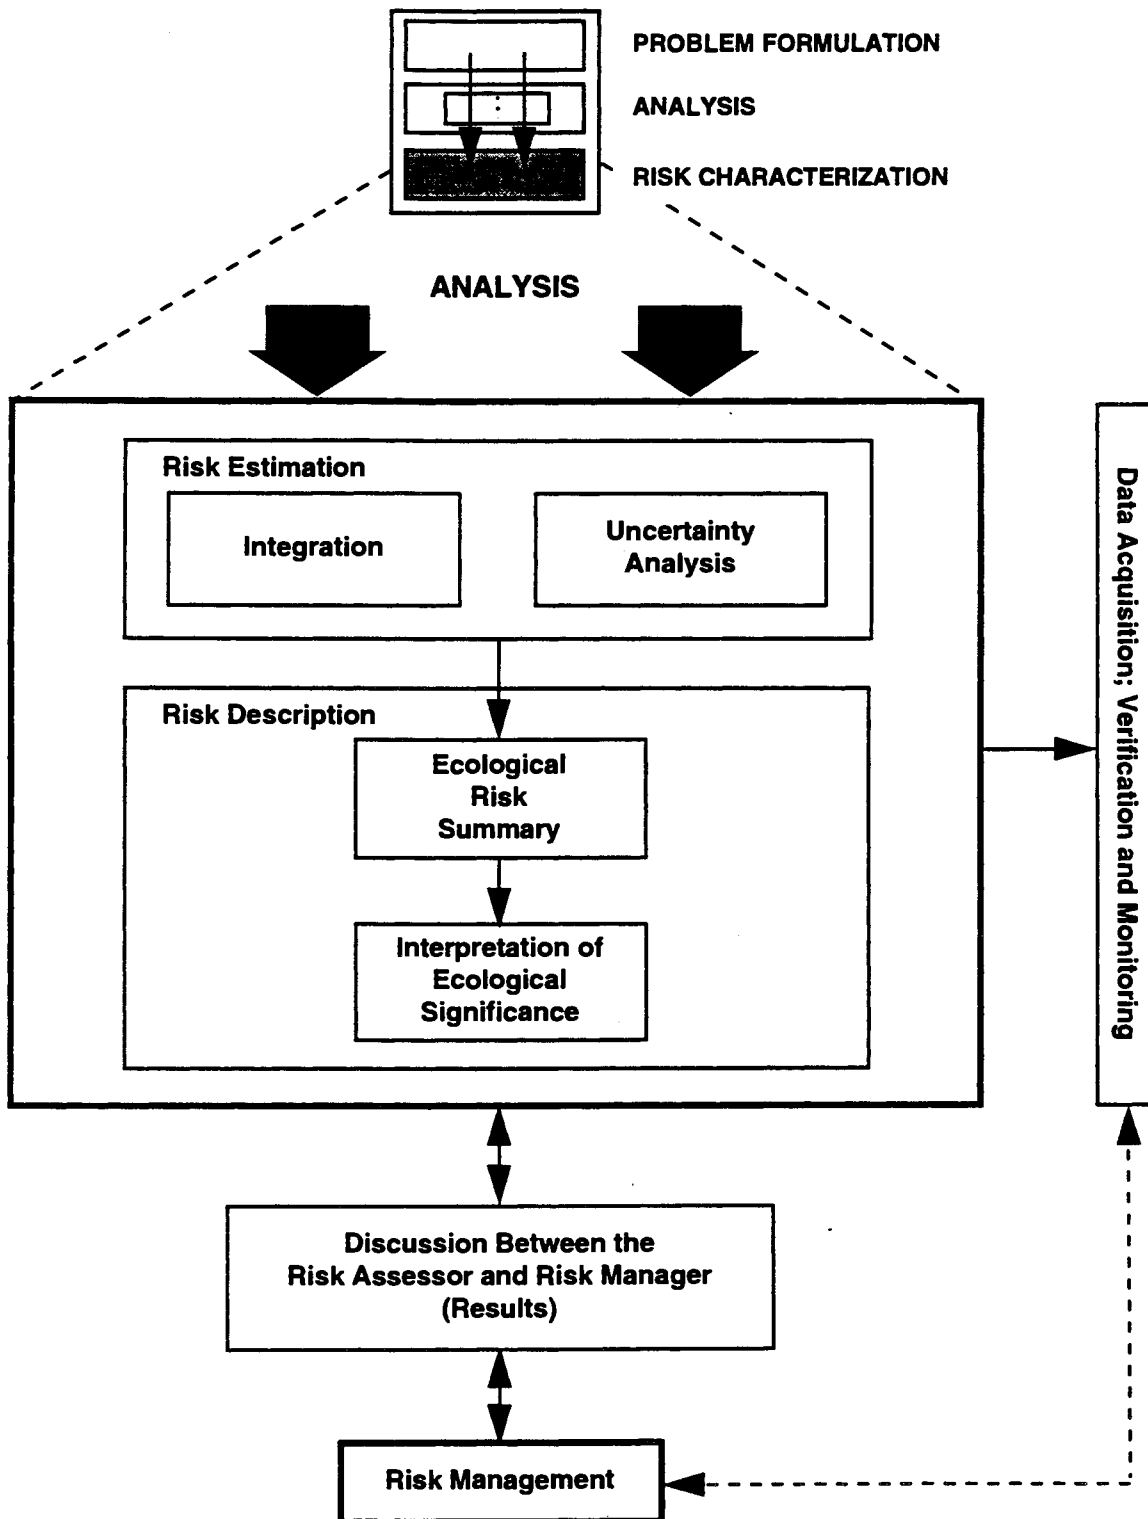 PROBLEM FORMULATION
ANALYSIS
RISK CHARACTERIZATION
ANALYSIS
Risk Estimation
Integration
Uncertainty
Analysis
Risk Description
Ecological
Risk
Summary
Interpretation of
Ecological
Significance
Data Acquisition; Verification and Monitoring
Discussion Between the
Risk Assessor and Risk Manager
(Results)
Risk Management